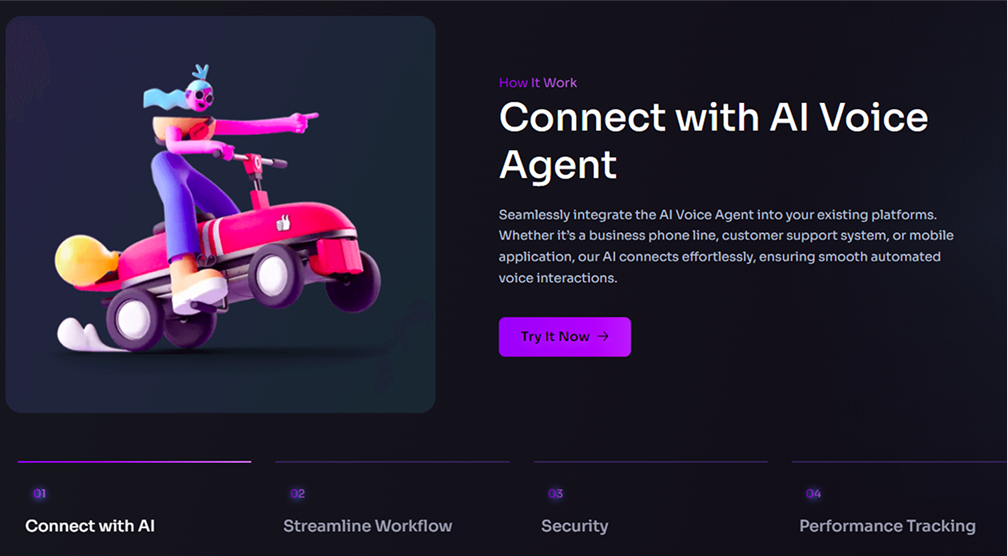 How It Work
Connect with AI Voice
Agent
Seamlessly integrate the AI Voice Agent into your existing platforms.
Whether it's a business phone line, customer support system, or mobile
application, our AI connects effortlessly, ensuring smooth automated
voice interactions.
Try It Now →
01
02
03
04
Connect with AI
Streamline Workflow
Security
Performance Tracking